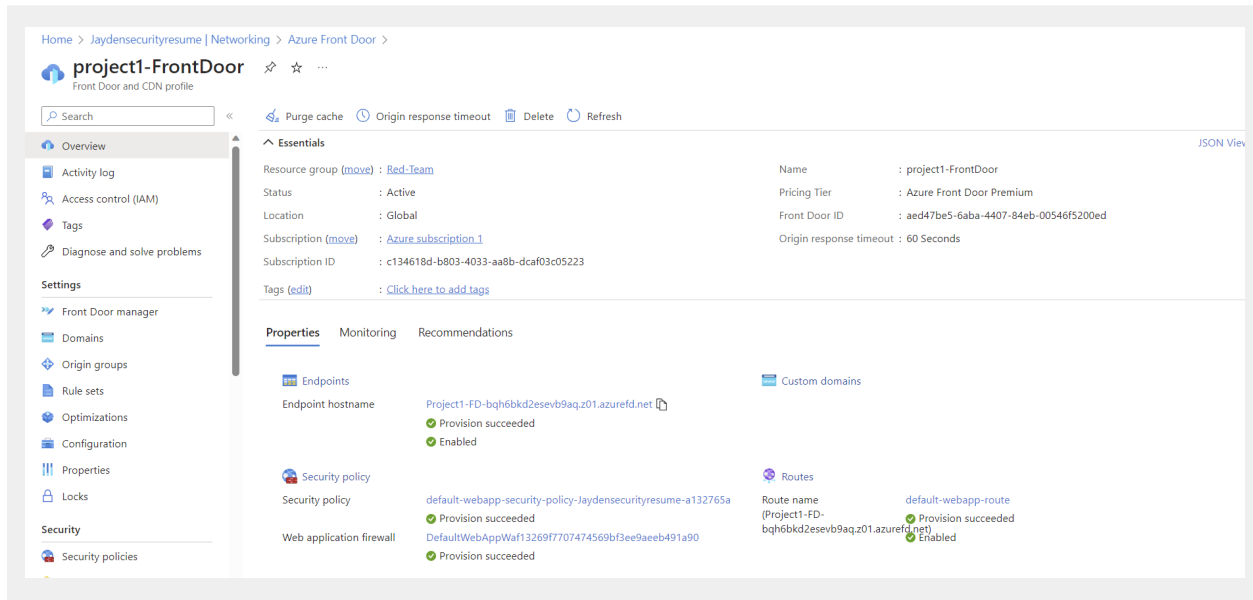 Home > Jaydensecurityresume | Networking > Azure Front Door >
project1-FrontDoor
Front Door and CDN profile
Search
«
Purge cache
Origin response timeout
Delete
Refresh
Overview
Activity log
Access control (IAM)
Tags
Diagnose and solve problems
Settings
Front Door manager
Domains
Origin groups
Rule sets
Optimizations
Configuration
Properties
Locks
Security
Security policies
Essentials
JSON View
Resource group (move) : Red-Team
Status : Active
Location : Global
Subscription (move) : Azure subscription 1
Subscription ID : c134618d-b803-4033-aa8b-dcaf03c05223
Tags (edit) : Click here to add tags
Name : project1-FrontDoor
Pricing Tier : Azure Front Door Premium
Front Door ID : aed47be5-6aba-4407-84eb-00546f5200ed
Origin response timeout : 60 Seconds
Properties
Monitoring
Recommendations
Endpoints
Endpoint hostname
Project1-FD-bqh6bkd2esevb9aq.z01.azurefd.net
Provision succeeded
Enabled
Custom domains
Security policy
Security policy
default-webapp-security-policy-Jaydensecurityresume-a132765a
Provision succeeded
Web application firewall
DefaultWebAppWaf13269f7707474569bf3ee9aeeb491a90
Provision succeeded
Routes
Route name
(Project1-FD-
bqh6bkd2esevb9aq.z01.azurefd.net)
default-webapp-route
Provision succeeded
Enabled